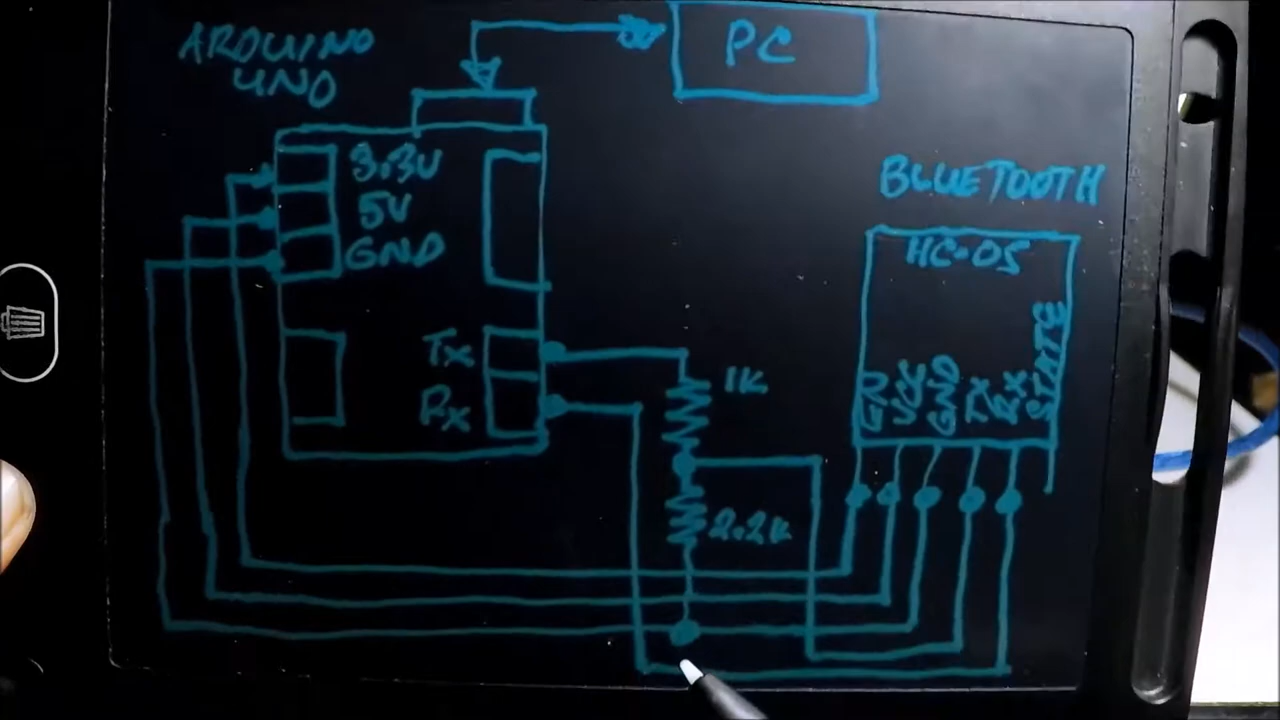 ARDUINO
UNO
PC
3.3V
5V
GND
Tx
Rx
1K
2.2K
BLUETOOTH
HC-05
EN
VCC
GND
TX
RX
STATE